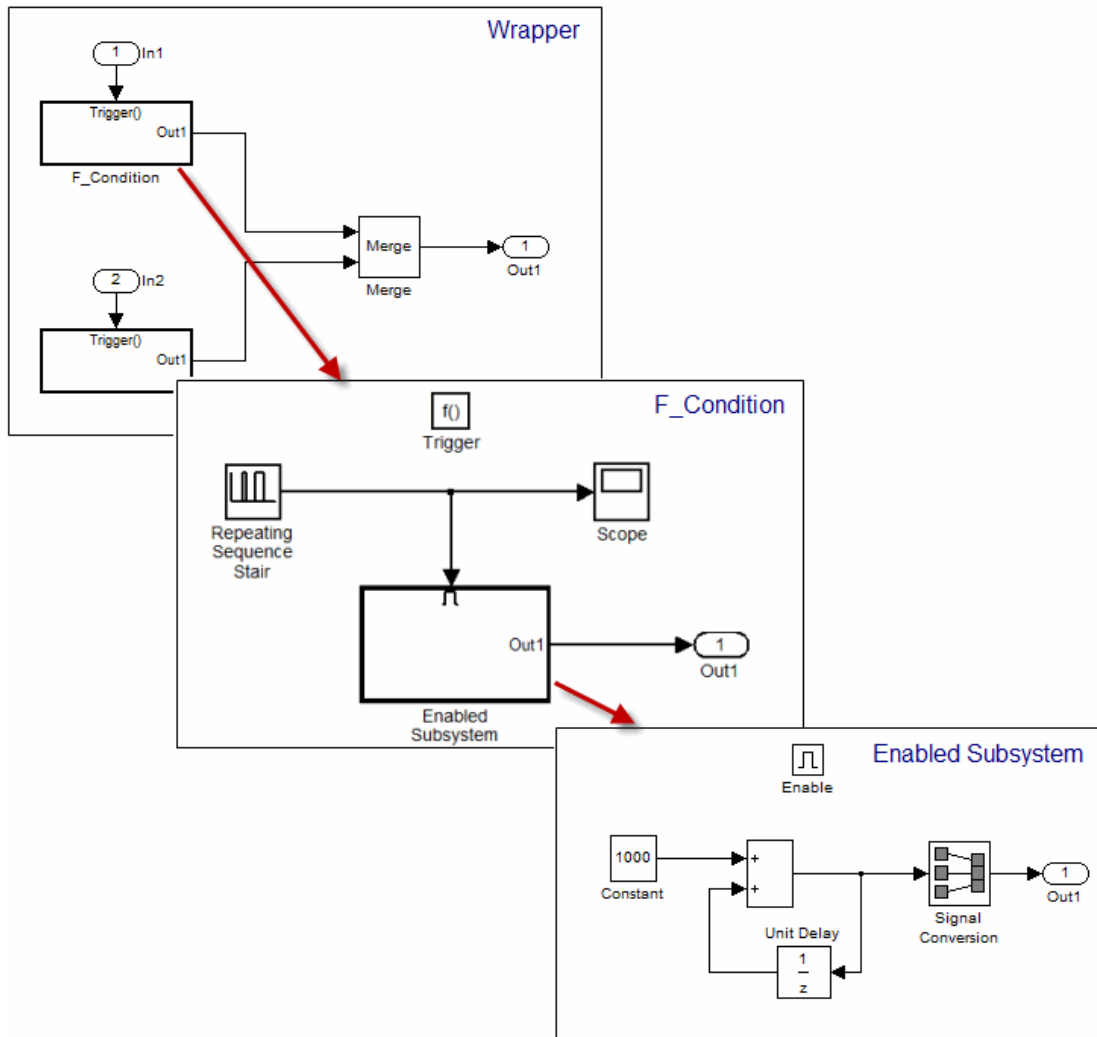 Wrapper
1
In1
Trigger()
Out1
F_Condition
Merge
Merge
1
Out1
2
In2
Trigger()
Out1
F_Condition
f()
Trigger
Repeating
Sequence
Stair
Scope
Out1
1
Out1
Enabled
Subsystem
Enabled Subsystem
Enable
1000
Constant
+
+
Unit Delay
1
z
Signal
Conversion
1
Out1